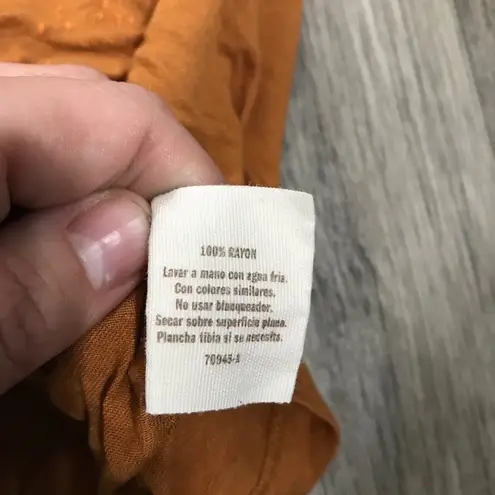 100% RAYON
Lavar a mano con agua fria.
Con colores similares.
No usar blanqueador.
Secar sobre superficie plana.
Plancha tibia si se necesita.
70943-1